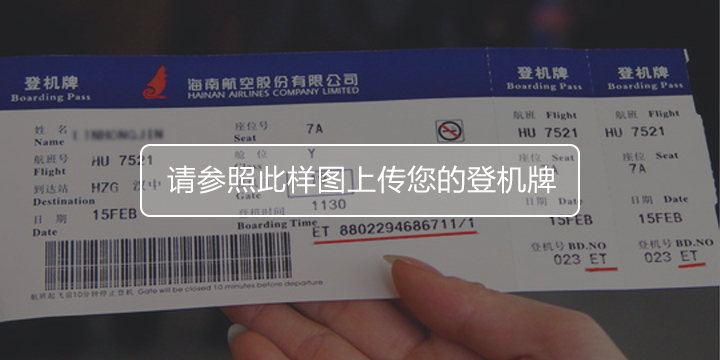 登机牌
Boarding Pass
海南航空股份有限公司
HAINAN AIRLINES COMPANY LIMITED
登机牌
Boarding Pass
登机牌
Boarding Pass
姓名
Name
座位号
Seat
7A
航班 Flight
HU 7521
航班 Flight
HU 7521
航班号
Flight
HU 7521
舱位
Y
座位 Seat
7A
到达站
Destination
HZG 汉中
Gate
请参照此样图上传您的登机牌
日期
Date
15FEB
登机时间
Boarding Time
1130
日期 Date
15FEB
日期 Date
15FEB
ET 8802294686711/1
登机号 BD.NO
023 ET
登机号 BD.NO
023 ET
航班起飞前10分钟停止登机 Gate will be closed 10 minutes before departure